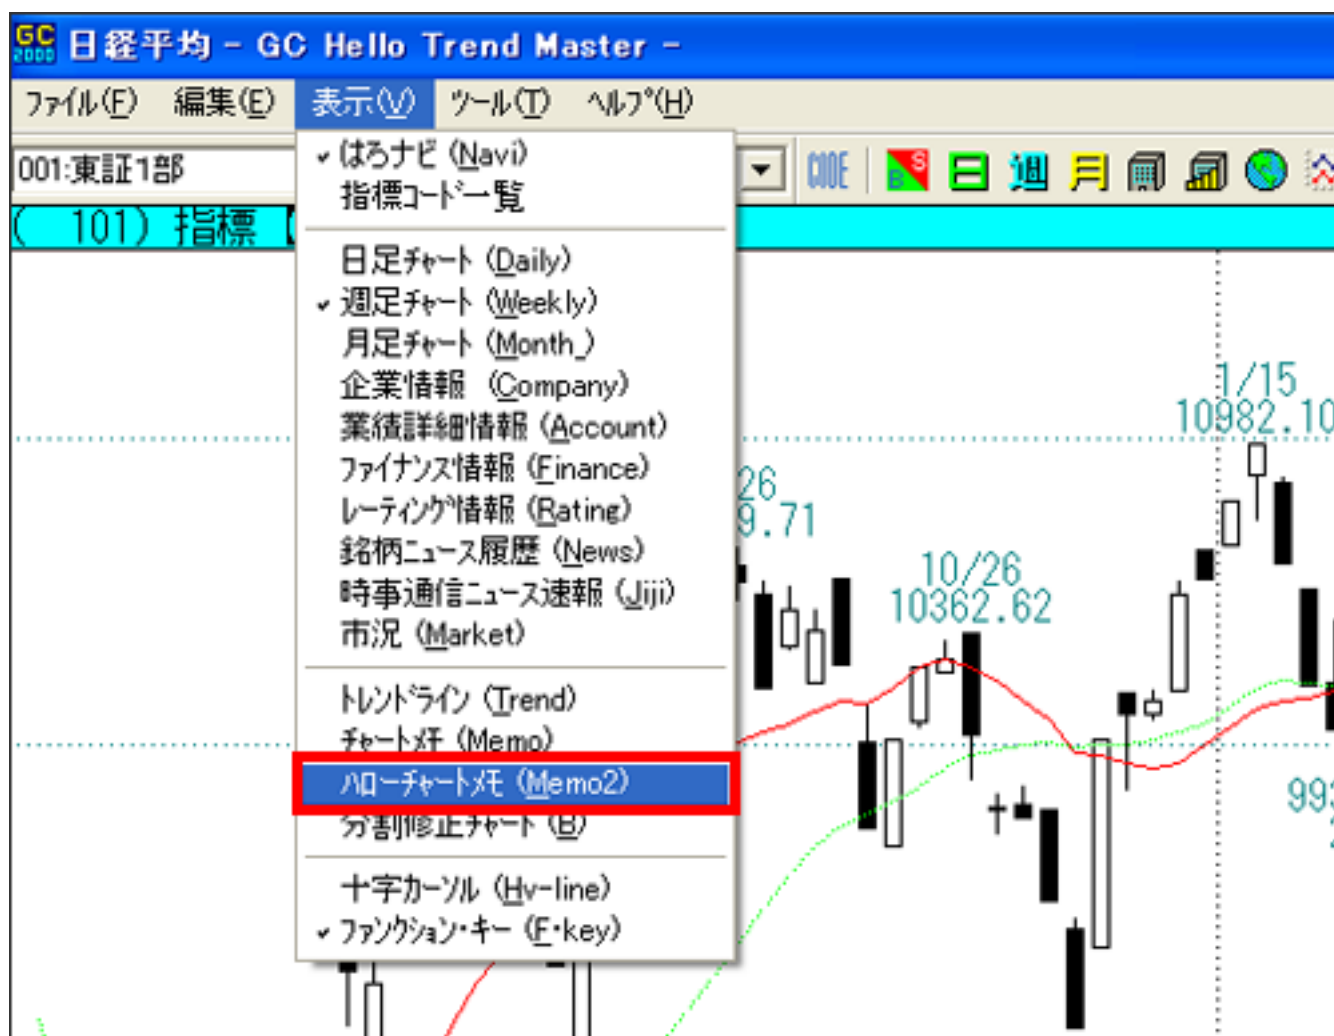 GC 2000 日経平均 - GC Hello Trend Master -
ファイル(F) 編集(E) 表示(V) ツール(T) ヘルプ(H)
001:東証1部
CODE
S
B
日 週 月
( 101) 指標
✓ はろナビ (Navi)
指標コード一覧
日足チャート (Daily)
✓ 週足チャート (Weekly)
月足チャート (Month_)
企業情報 (Company)
業績詳細情報 (Account)
ファイナンス情報 (Finance)
レーティング情報 (Rating)
銘柄ニュース履歴 (News)
時事通信ニュース速報 (Jiji)
市況 (Market)
トレンドライン (Trend)
チャートメモ (Memo)
ハローチャートメモ (Memo2)
分割修正チャート (B)
十字カーソル (Hv-line)
✓ ファンクション・キー (F・key)
1/15
10982.10
26
9.71
10/26
10362.62